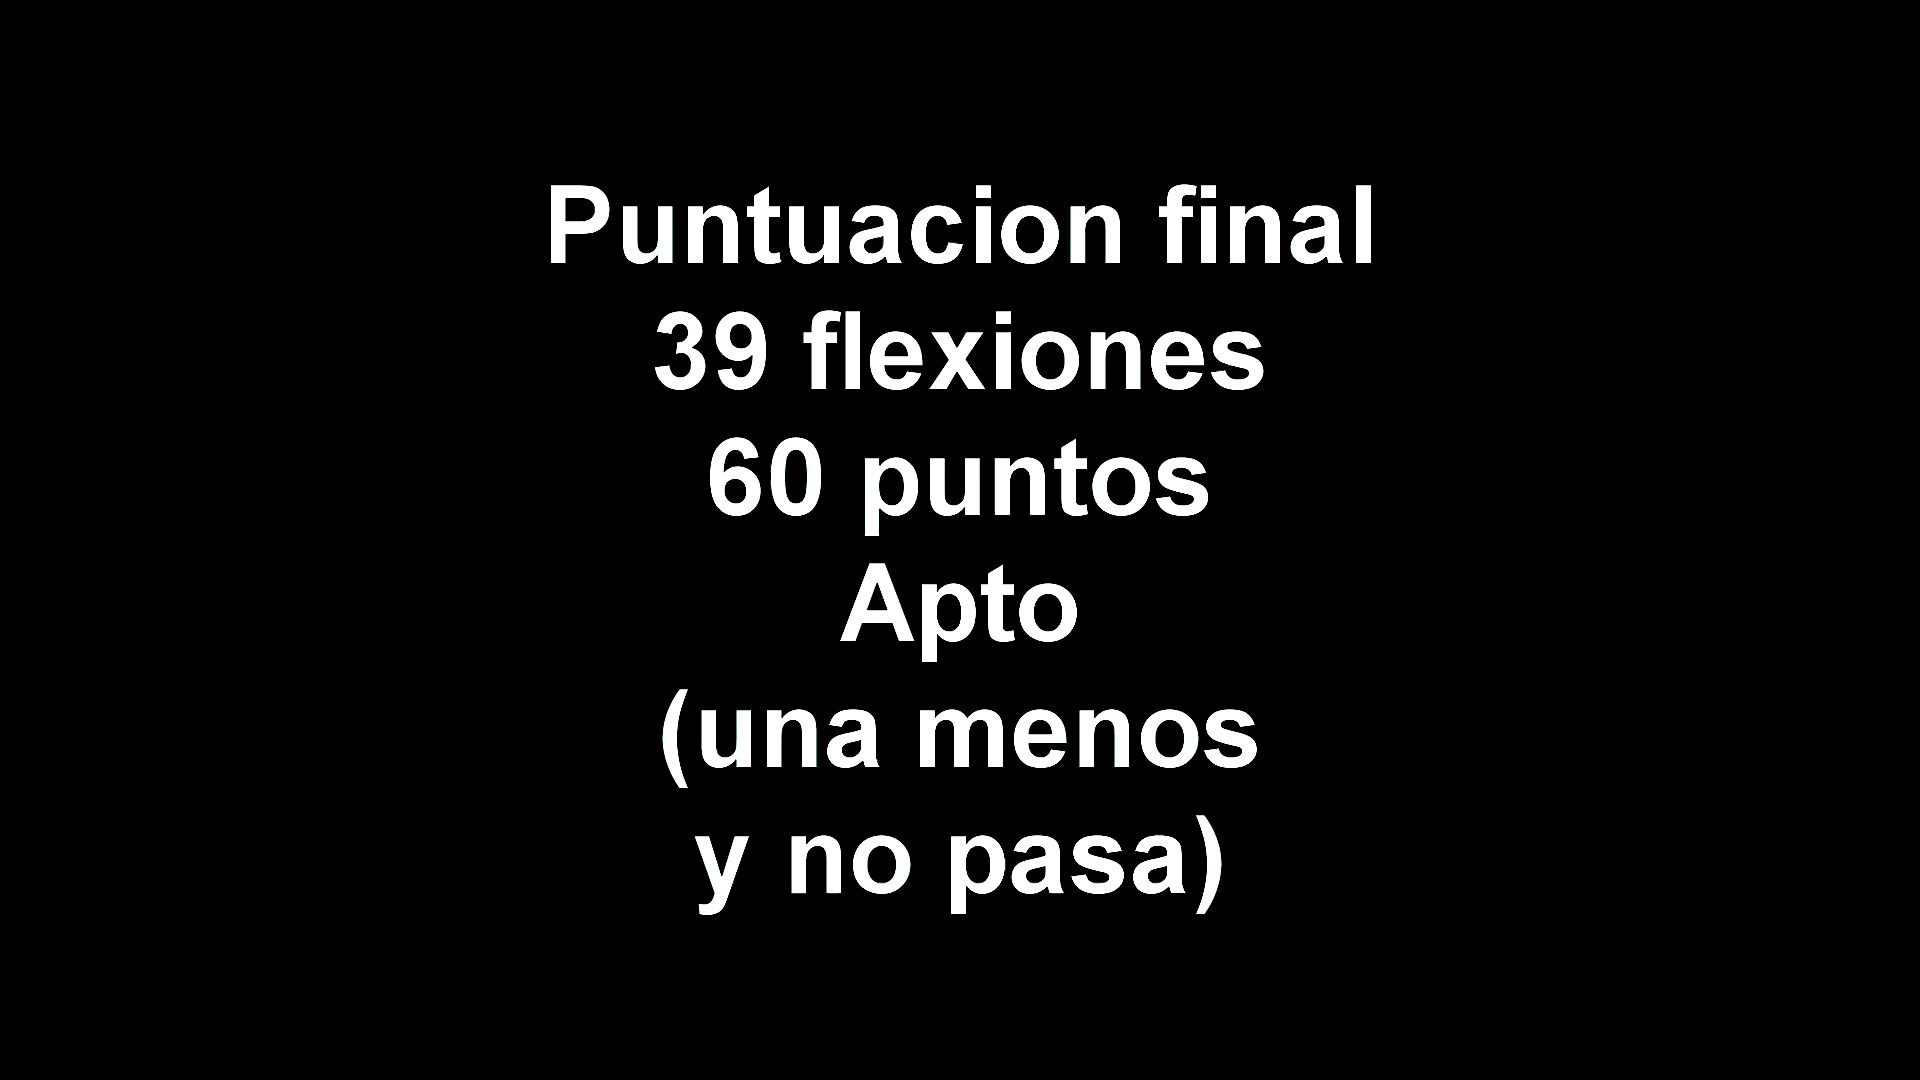 Puntuacion final
39 flexiones
60 puntos
Apto
(una menos
y no pasa)